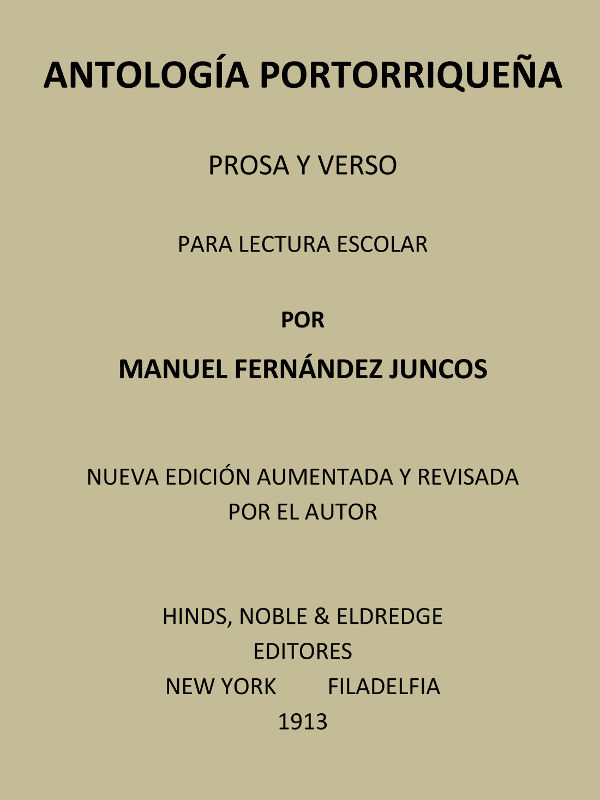 ANTOLOGÍA PORTORRIQUEÑA
PROSA Y VERSO
PARA LECTURA ESCOLAR
POR
MANUEL FERNÁNDEZ JUNCOS
NUEVA EDICIÓN AUMENTADA Y REVISADA
POR EL AUTOR
HINDS, NOBLE & ELDREDGE
EDITORES
NEW YORK FILADELFIA
1913